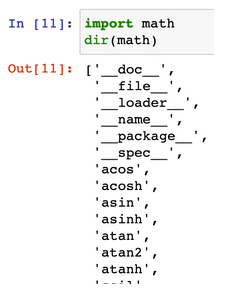 In [11]: import math
dir(math)
Out[11]: ['__doc__',
'__file__',
'__loader__',
'__name__',
'__package__',
'__spec__',
'acos',
'acosh',
'asin',
'asinh',
'atan',
'atan2',
'atanh',